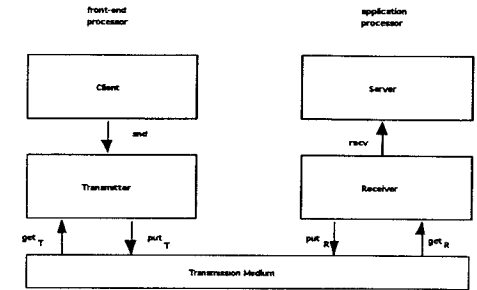 front-end
processor
application
processor
Client
Server
snd
recv
Transmitter
Receiver
get T
put T
put R
get R
Transmission Medium